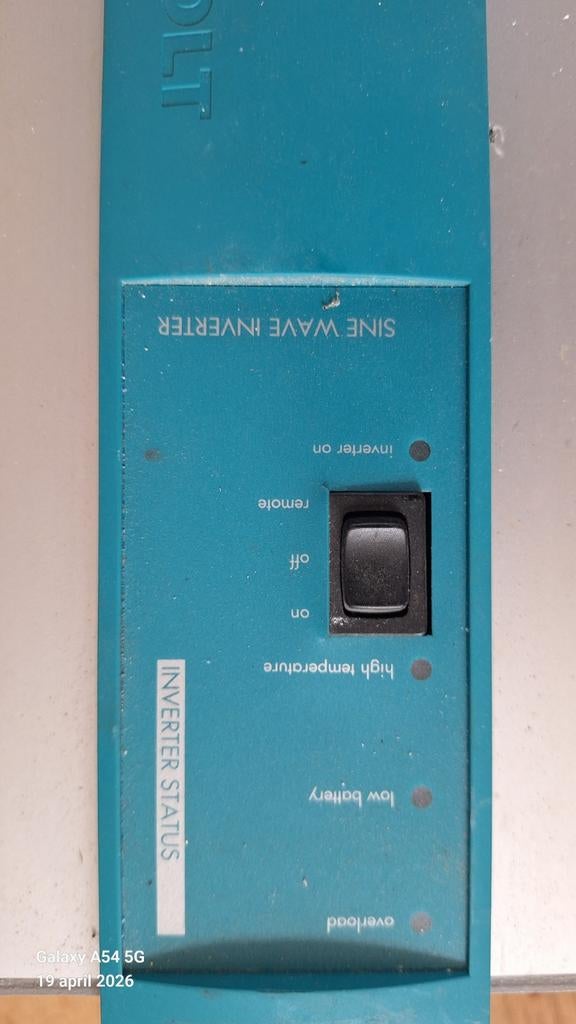 OLT
SINE WAVE INVERTER
inverter on
remote
off
on
high temperature
low battery
overload
INVERTER STATUS
Galaxy A54 5G
19 april 2026